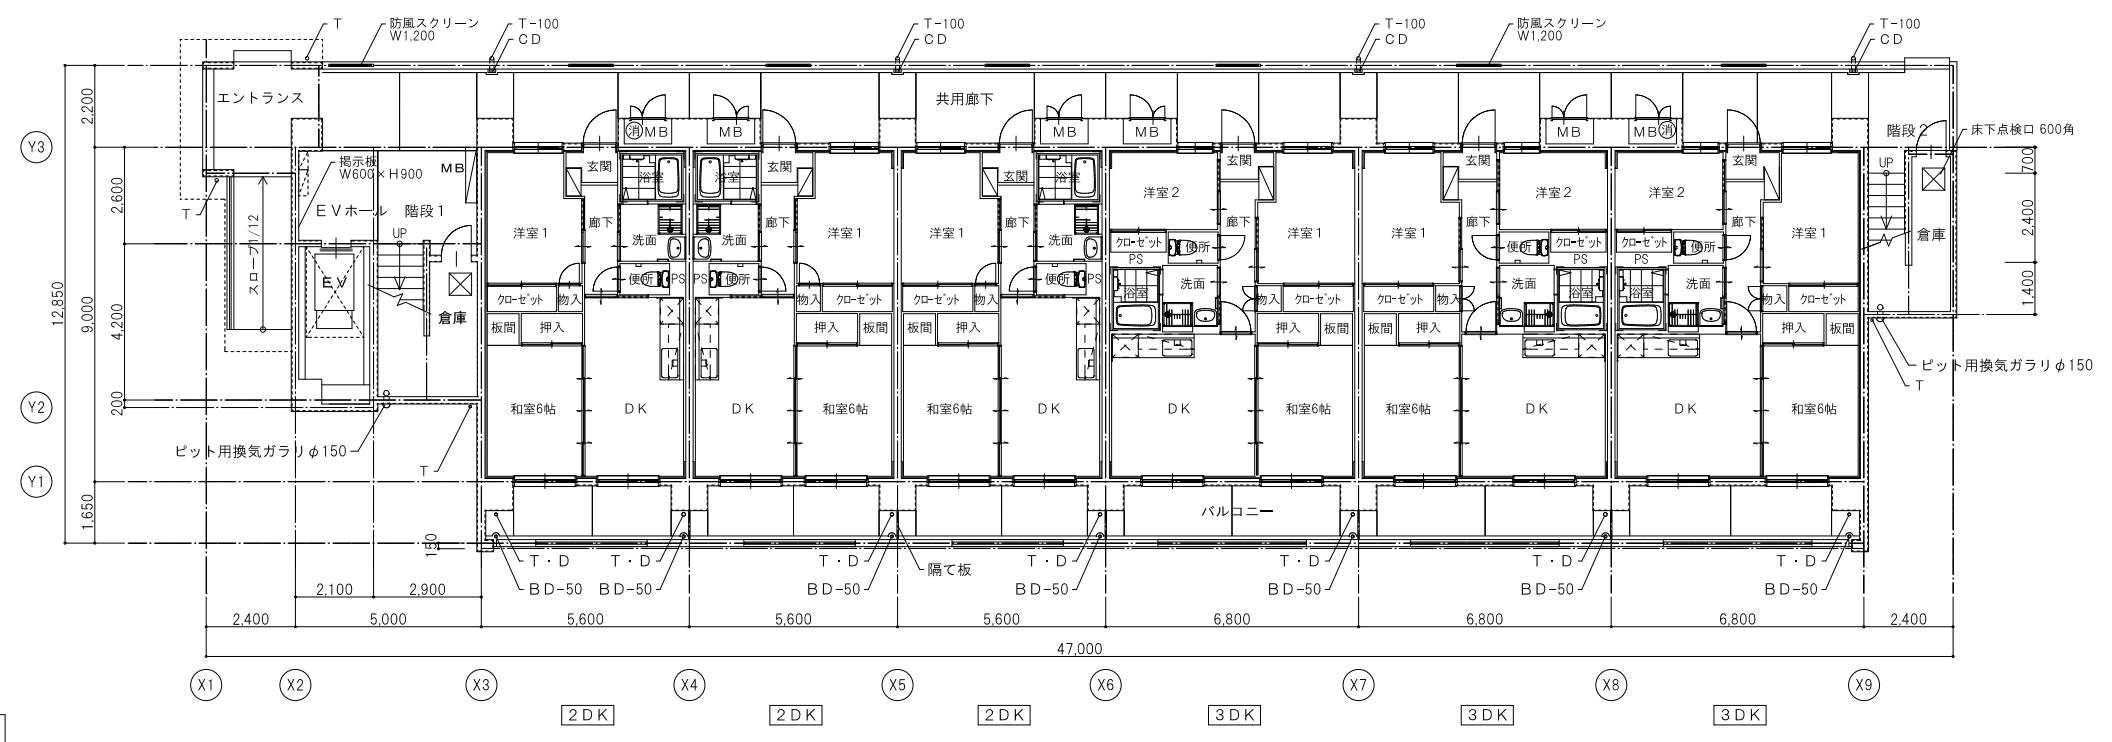 T
防風スクリーン
W1,200
T-100
CD
T-100
CD
T-100
CD
防風スクリーン
W1,200
T-100
CD
エントランス
共用廊下
2,200
消
MB
MB
MB
MB
MB
MB
消
階段2
床下点検口 600角
Y3
掲示板
W600×H900
MB
玄関
浴室
浴室
玄関
玄関
浴室
玄関
玄関
玄関
UP
700
洋室2
洋室2
洋室2
2,600
T
EVホール
階段1
廊下
廊下
廊下
廊下
廊下
廊下
スロープ1/12
UP
洋室1
洗面
洗面
洋室1
洋室1
洗面
洋室1
洋室1
洋室1
倉庫
2,400
クローゼット
便所
便所
クローゼット
クローゼット
便所
PS
PS
PS
EV
便所
PS
PS
便所
便所
PS
洗面
洗面
洗面
浴室
浴室
浴室
1,400
12,850
9,000
4,200
倉庫
クローゼット
物入
物入
クローゼット
クローゼット
物入
物入
クローゼット
クローゼット
物入
物入
クローゼット
板間
押入
押入
板間
板間
押入
押入
板間
板間
押入
押入
板間
ピット用換気ガラリφ150
T
200
Y2
和室6帖
DK
DK
和室6帖
和室6帖
DK
DK
和室6帖
和室6帖
DK
DK
和室6帖
ピット用換気ガラリφ150
T
Y1
1,650
バルコニー
150
T・D
T・D
T・D
隔て板
T・D
T・D
T・D
T・D
BD-50
BD-50
BD-50
BD-50
BD-50
BD-50
BD-50
2,100
2,900
2,400
5,000
5,600
5,600
5,600
6,800
6,800
6,800
2,400
47,000
X1
X2
X3
X4
X5
X6
X7
X8
X9
2DK
2DK
2DK
3DK
3DK
3DK